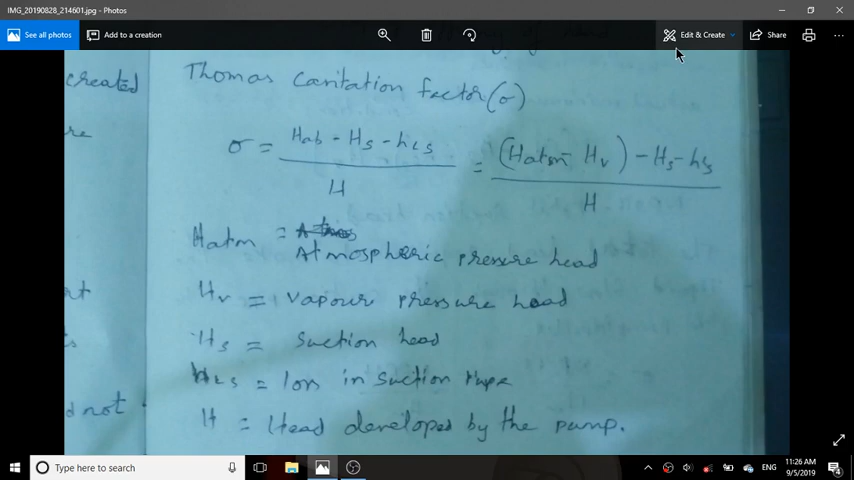 IMG_20190828_214601.jpg - Photos
See all photos
Add to a creation
Edit & Create
Share
created
Thomas Cavitation factor (σ)
re
σ = Hab - Hs - hLs / H = (Hatm - Hv) - Hs - hLs / H
Hatm = Atmospheric pressure head
Hv = Vapour pressure head
Hs = Suction head
hLs = loss in suction pipe
d not
H = Head developed by the pump.
Type here to search
ENG
11:26 AM
9/5/2019
4